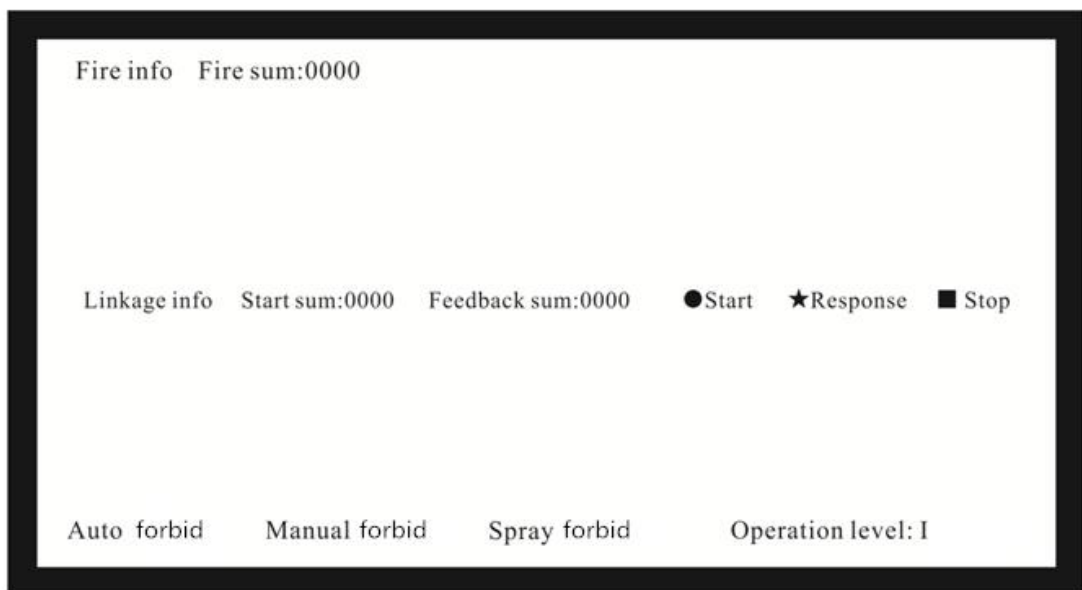 Fire info Fire sum:0000
Linkage info Start sum:0000 Feedback sum:0000 ●Start ★Response ■ Stop
Auto forbid Manual forbid Spray forbid Operation level: I